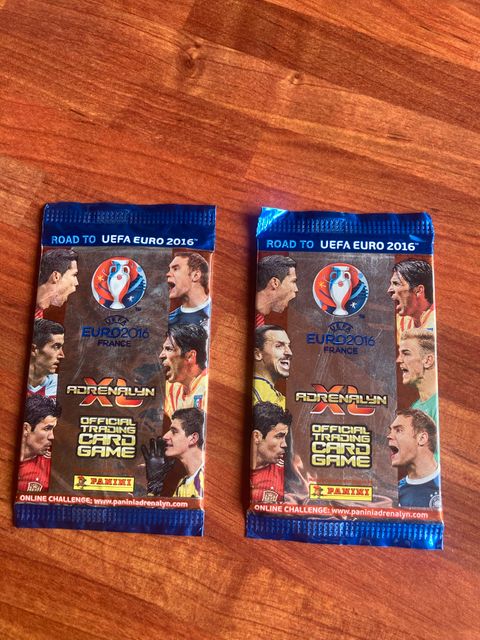 ROAD TO UEFA EURO 2016™
UEFA
EURO2016
FRANCE
ADRENALYN
XL
OFFICIAL
TRADING
CARD
GAME
PANINI
ONLINE CHALLENGE: www.paniniadrenalyn.com
ROAD TO UEFA EURO 2016™
UEFA
EURO2016
FRANCE
ADRENALYN
XL
OFFICIAL
TRADING
CARD
GAME
PANINI
ONLINE CHALLENGE: www.paniniadrenalyn.com